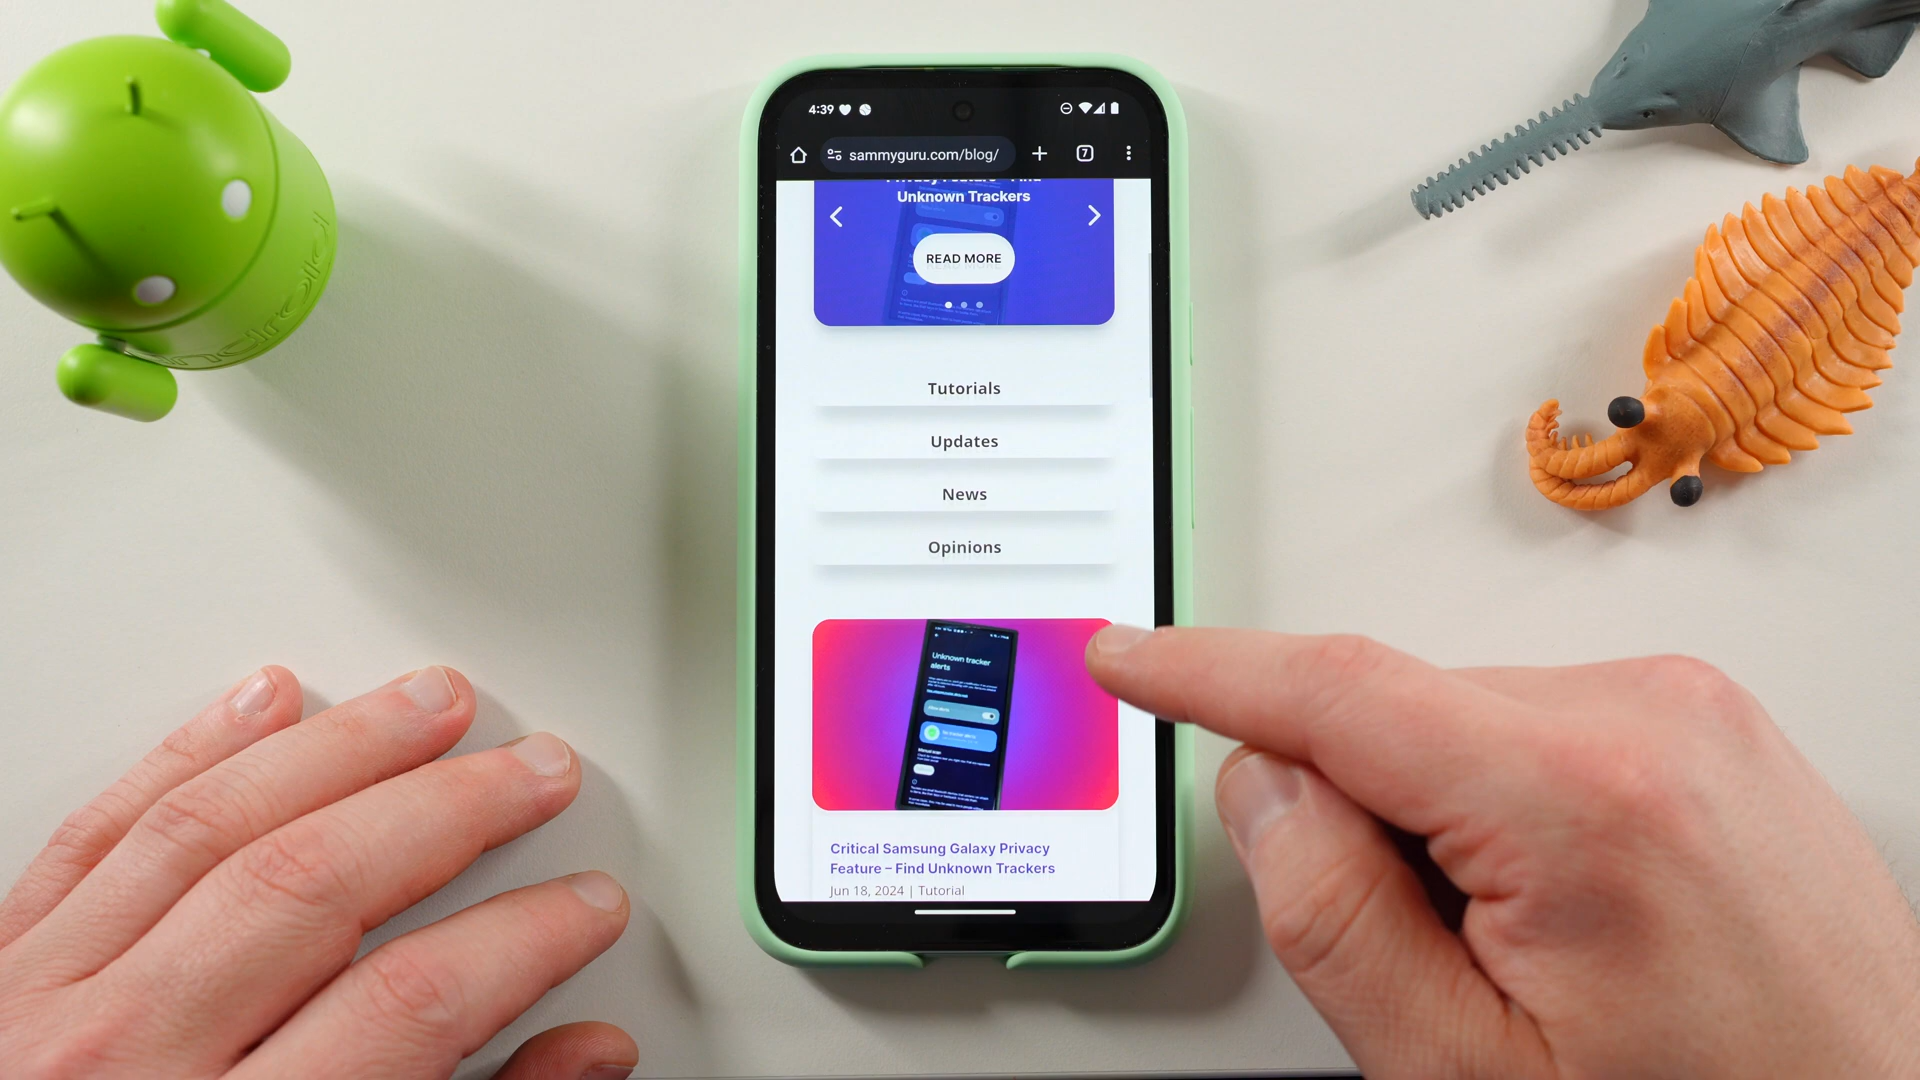 4:39
sammyguru.com/blog/
7
Unknown Trackers
READ MORE
Tutorials
Updates
News
Opinions
Unknown tracker
alerts
Critical Samsung Galaxy Privacy
Feature – Find Unknown Trackers
Jun 18, 2024 | Tutorial
android